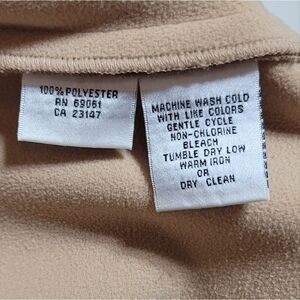 100% POLYESTER
RN 69061
CA 23147
MACHINE WASH COLD
WITH LIKE COLORS
GENTLE CYCLE
NON-CHLORINE
BLEACH
TUMBLE DRY LOW
WARM IRON
OR
DRY CLEAN